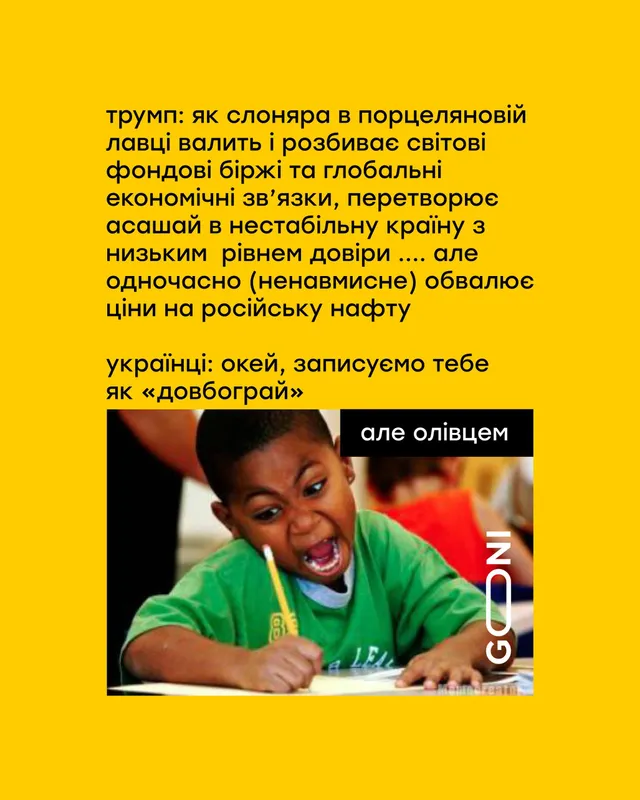 трумп: як слоняра в порцеляновій
лавці валить і розбиває світові
фондові біржі та глобальні
економічні зв’язки, перетворює
асашай в нестабільну країну з
низьким  рівнем довіри .... але
одночасно (ненавмисне) обвалює
ціни на російську нафту
українці: окей, записуємо тебе
як «довбограй»
але олівцем
GOONI